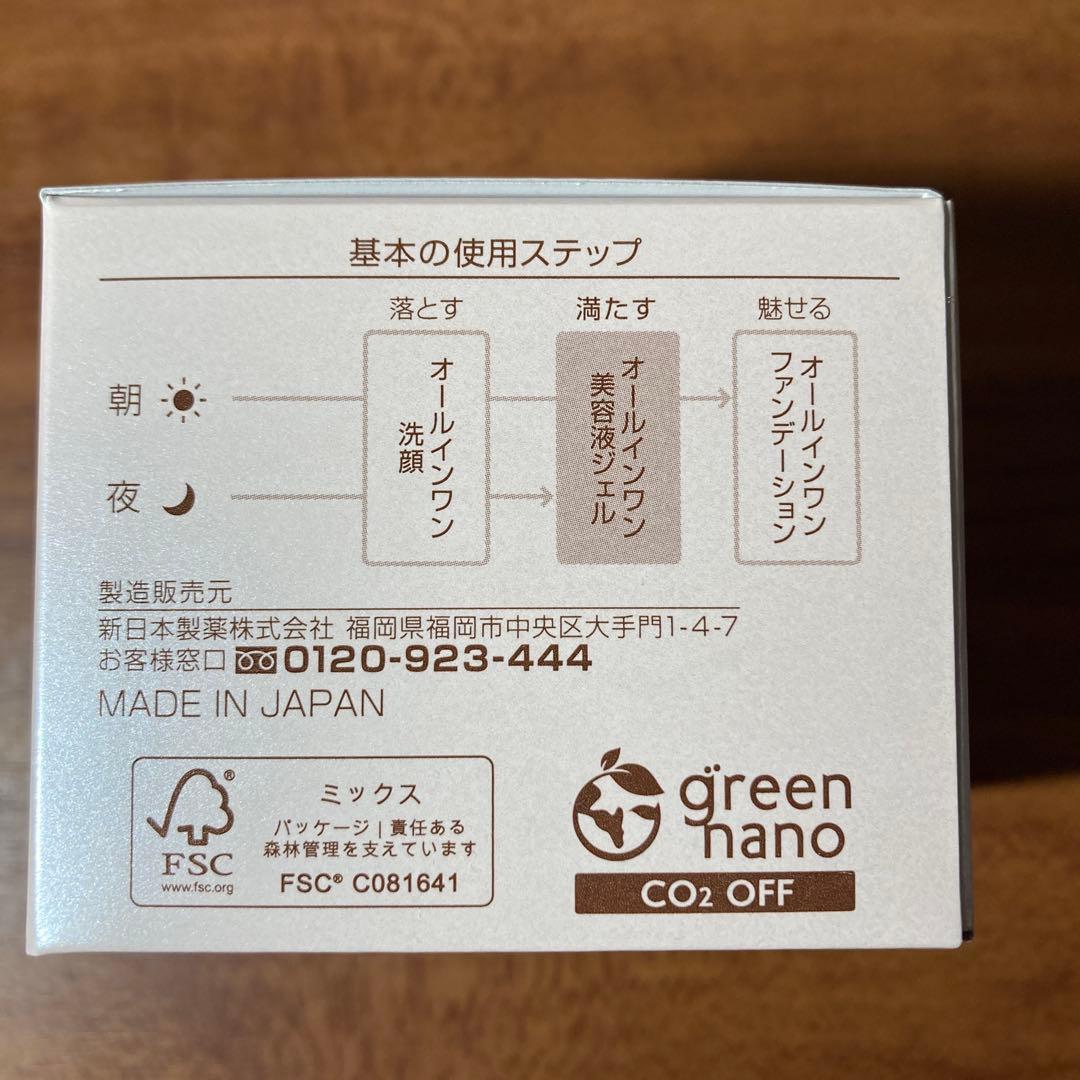 基本の使用ステップ
落とす 満たす 魅せる
朝
夜
オールインワン
洗顔
オールインワン
美容液ジェル
オールインワン
ファンデーション
製造販売元
新日本製薬株式会社 福岡県福岡市中央区大手門1-4-7
お客様窓口 0120-923-444
MADE IN JAPAN
FSC®
www.fsc.org
ミックス
パッケージ | 責任ある
森林管理を支えています
FSC® C081641
green
nano
CO₂ OFF